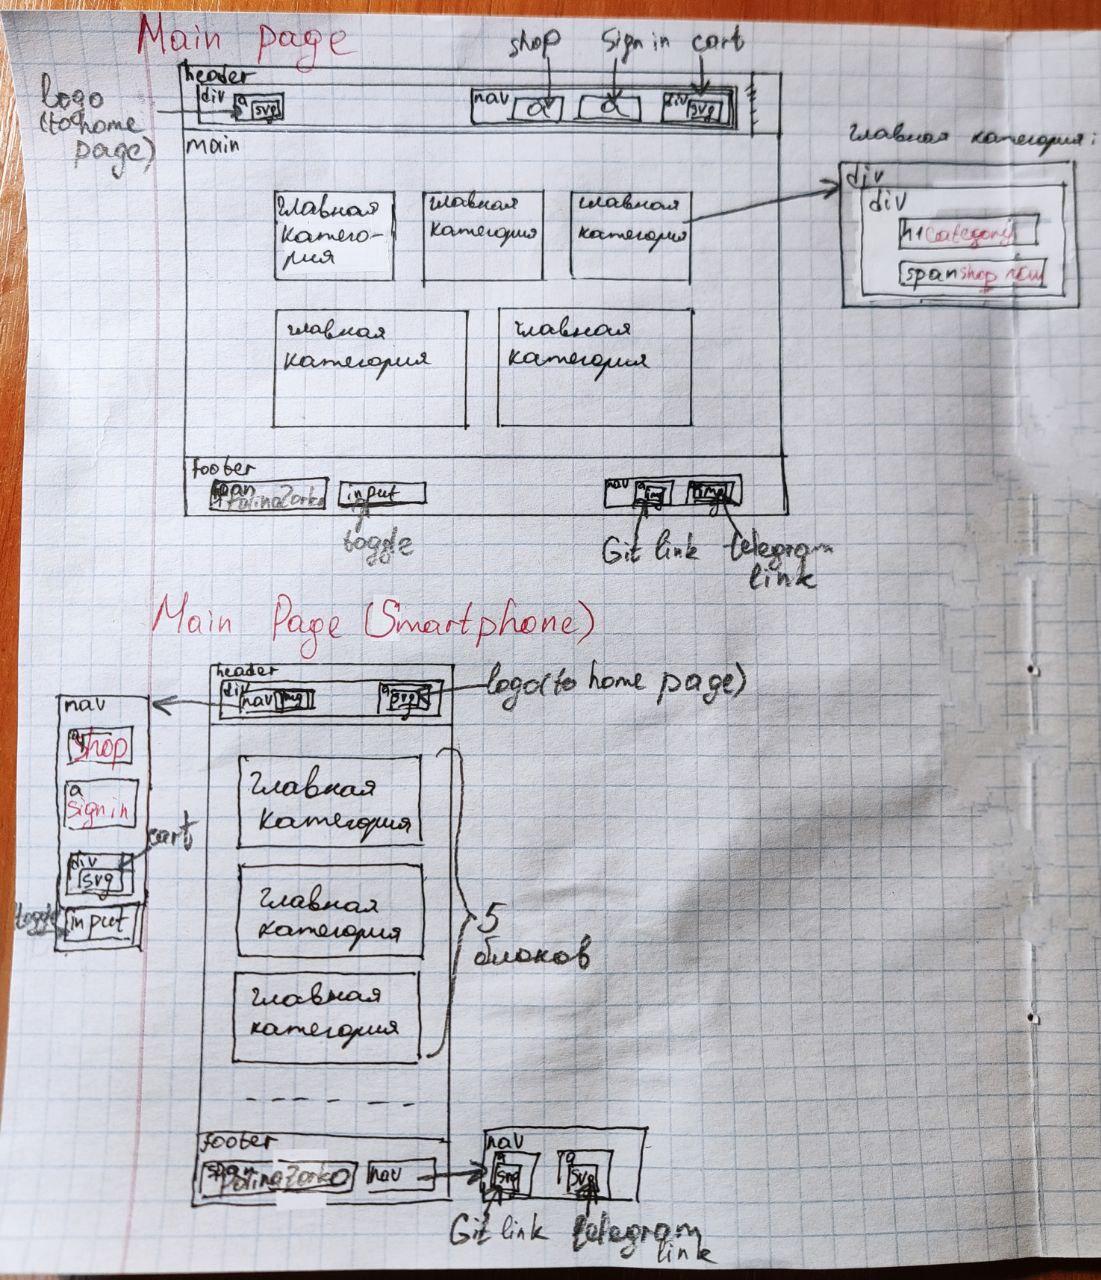 Main page
shop sign in cart
header
logo
(to home
page)
div a svg
nav a a div svg
main
Главная категория:
div
div
h1 category
span shop now
Главная
Катего-
рия
Главная
Категория
Главная
категория
Главная
категория
Главная
категория
footer
span PolinaZorko
input
toggle
nav a img a img
Git link
telegram
link
Main Page (Smartphone)
header
div nav img
a svg
logo (to home page)
nav
a shop
a
sign in
cart
div
svg
toggle
input
Главная
Категория
Главная
категория
Главная
категория
5
блоков
footer
span PolinaZorko
nav
nav
a svg
a svg
Git link
telegram
link